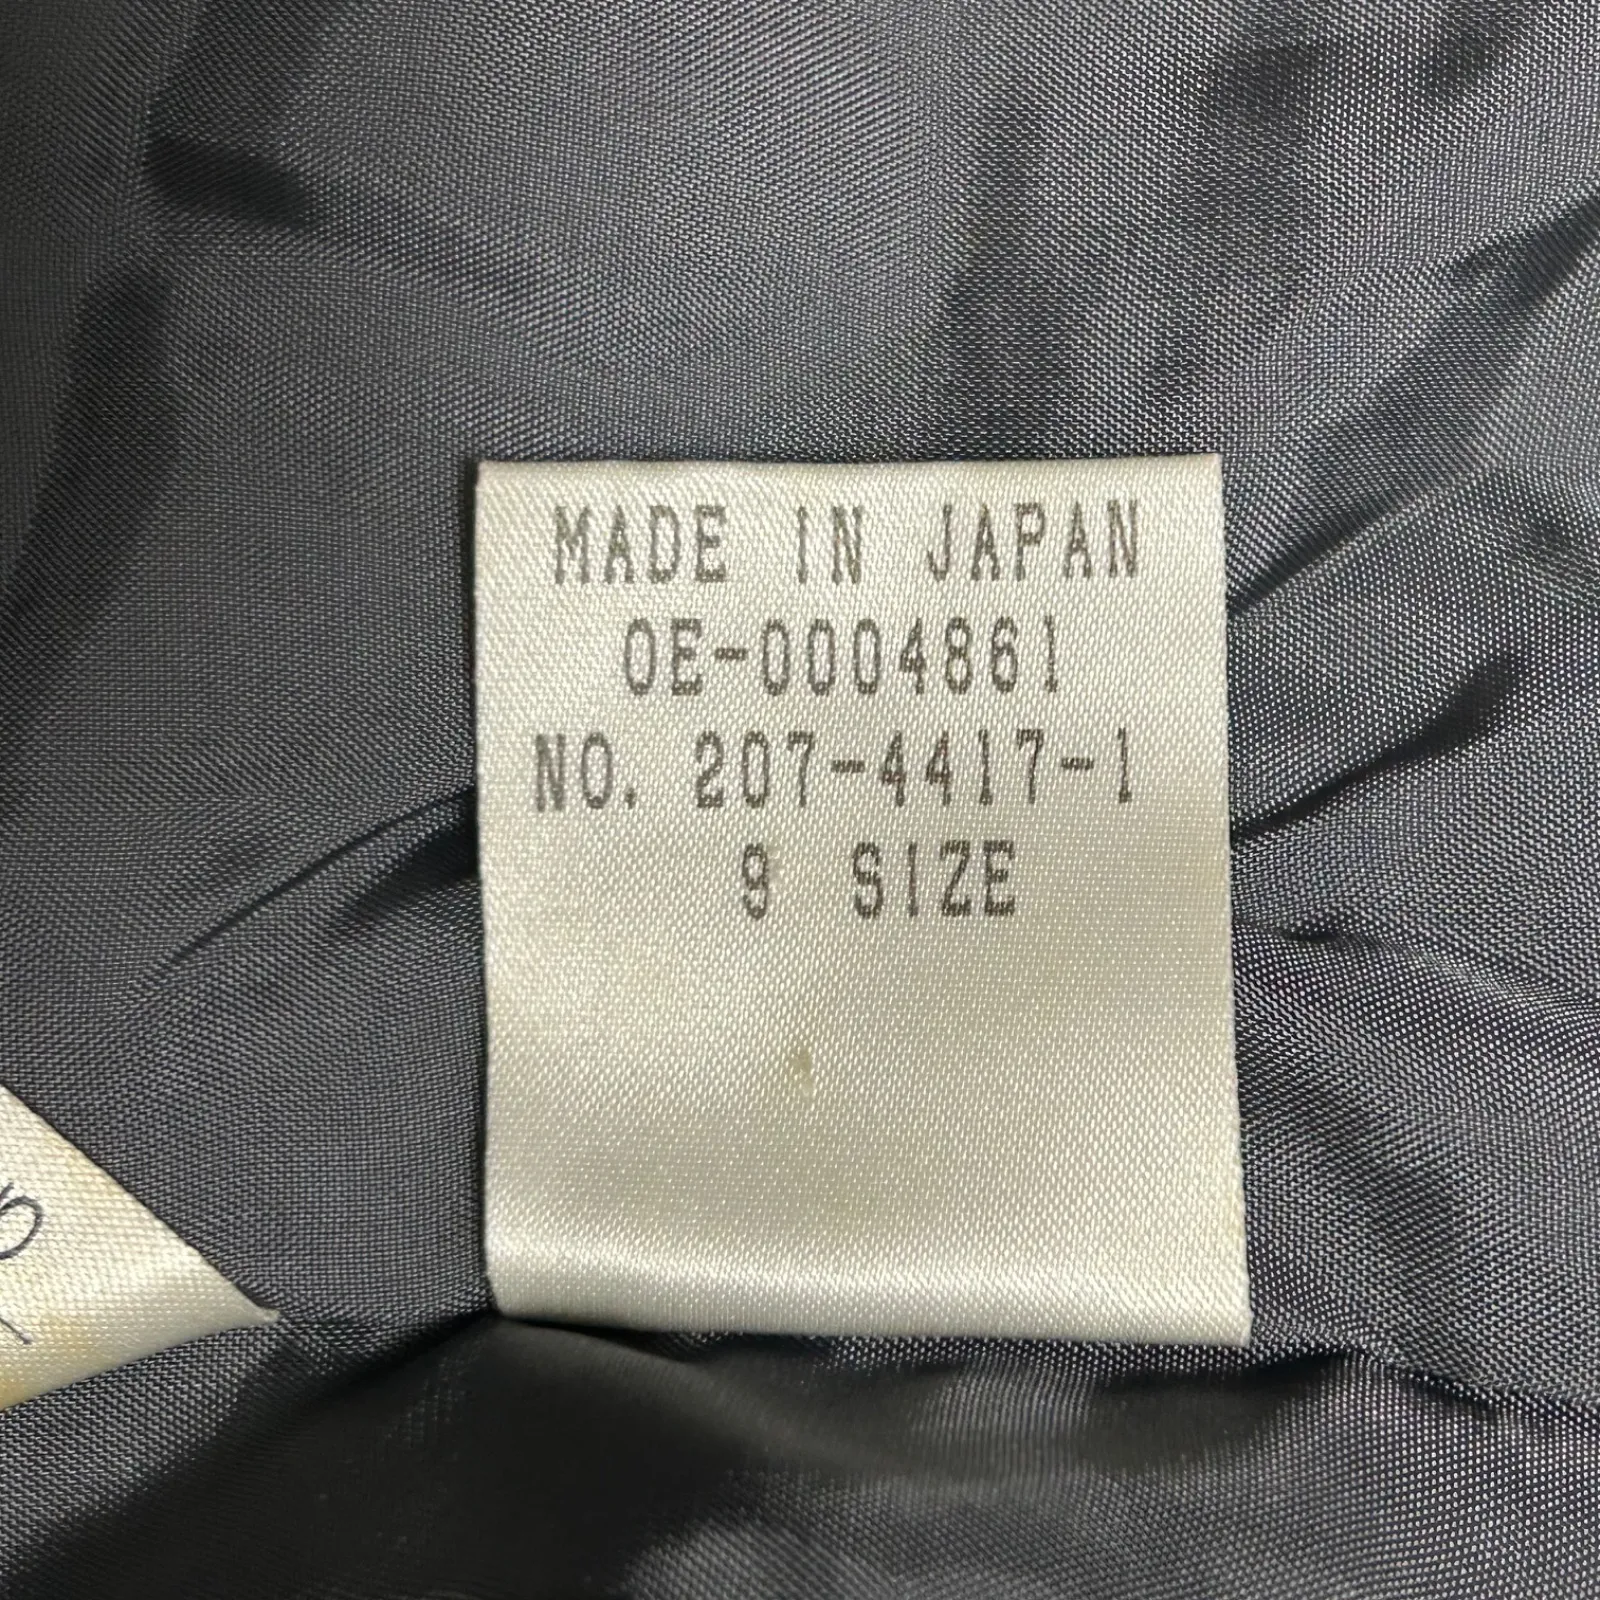 MADE IN JAPAN
OE-0004861
NO. 207-4417-1
9 SIZE